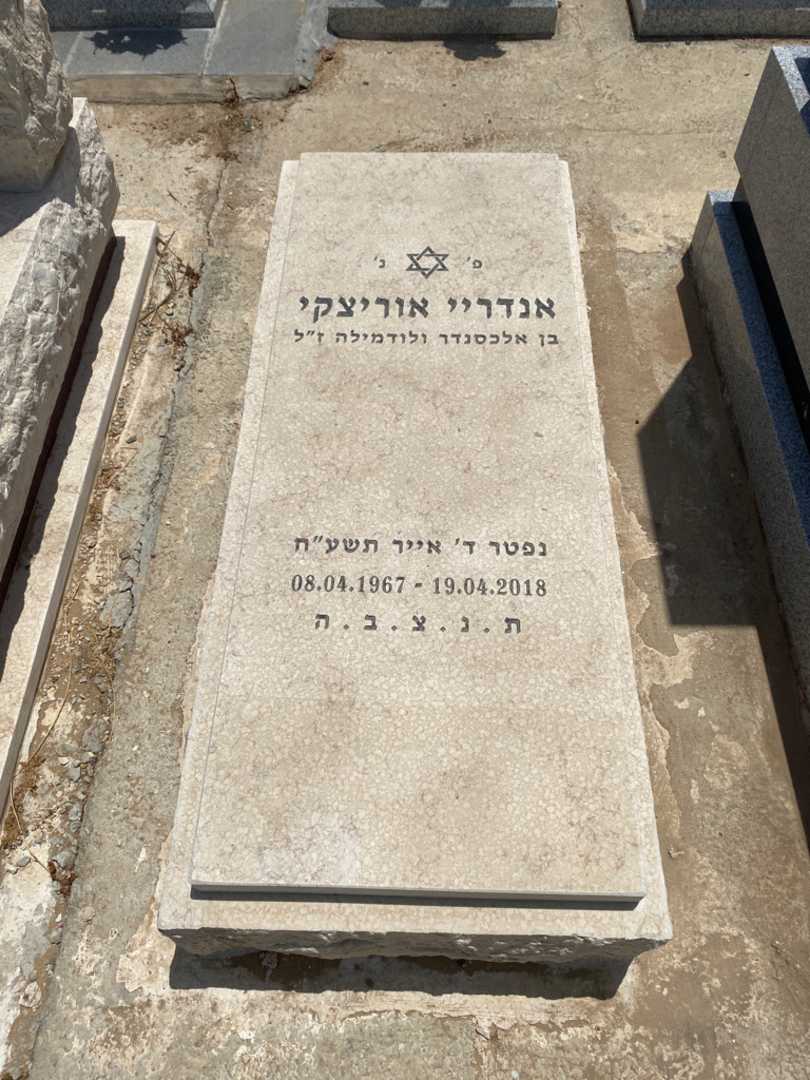 פ׳ נ׳
אנדריי אוריצקי
בן אלכסנדר ולודמילה ז״ל
נפטר ד׳ אייר תשע״ח
08.04.1967 - 19.04.2018
ת . נ . צ . ב . ה